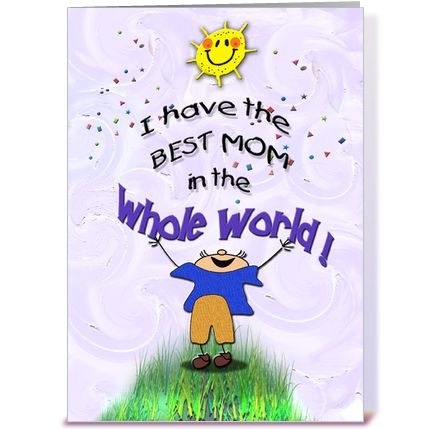 I have the
BEST MOM
in the
Whole World!